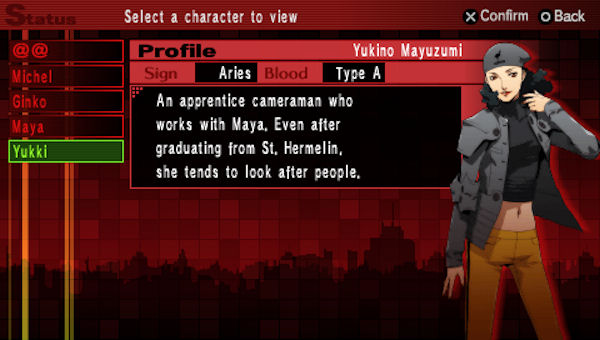 Status
Select a character to view
Confirm
Back
@@
Michel
Ginko
Maya
Yukki
Profile
Yukino Mayuzumi
Sign Aries Blood Type A
An apprentice cameraman who
works with Maya. Even after
graduating from St. Hermelin,
she tends to look after people.